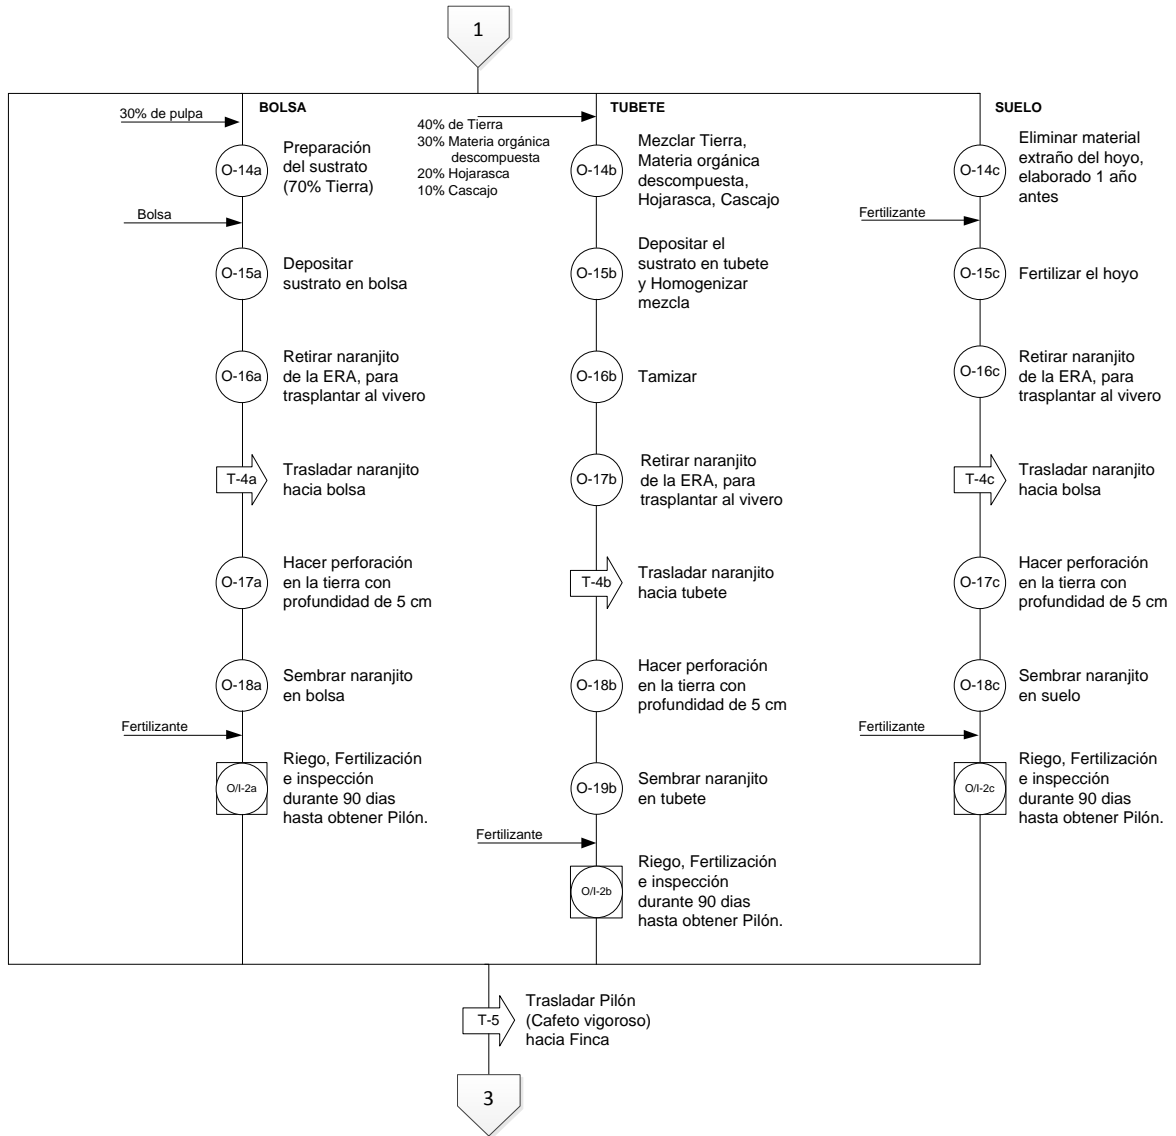 1
BOLSA
30% de pulpa
O-14a
Preparación
del sustrato
(70% Tierra)
Bolsa
O-15a
Depositar
sustrato en bolsa
O-16a
Retirar naranjito
de la ERA, para
trasplantar al vivero
T-4a
Trasladar naranjito
hacia bolsa
O-17a
Hacer perforación
en la tierra con
profundidad de 5 cm
O-18a
Sembrar naranjito
en bolsa
Fertilizante
O/I-2a
Riego, Fertilización
e inspección
durante 90 dias
hasta obtener Pilón.
TUBETE
40% de Tierra
30% Materia orgánica
descompuesta
20% Hojarasca
10% Cascajo
O-14b
Mezclar Tierra,
Materia orgánica
descompuesta,
Hojarasca, Cascajo
O-15b
Depositar el
sustrato en tubete
y Homogenizar
mezcla
O-16b
Tamizar
O-17b
Retirar naranjito
de la ERA, para
trasplantar al vivero
T-4b
Trasladar naranjito
hacia tubete
O-18b
Hacer perforación
en la tierra con
profundidad de 5 cm
O-19b
Sembrar naranjito
en tubete
Fertilizante
O/I-2b
Riego, Fertilización
e inspección
durante 90 dias
hasta obtener Pilón.
SUELO
O-14c
Eliminar material
extraño del hoyo,
elaborado 1 año
antes
Fertilizante
O-15c
Fertilizar el hoyo
O-16c
Retirar naranjito
de la ERA, para
trasplantar al vivero
T-4c
Trasladar naranjito
hacia bolsa
O-17c
Hacer perforación
en la tierra con
profundidad de 5 cm
O-18c
Sembrar naranjito
en suelo
Fertilizante
O/I-2c
Riego, Fertilización
e inspección
durante 90 dias
hasta obtener Pilón.
T-5
Trasladar Pilón
(Cafeto vigoroso)
hacia Finca
3